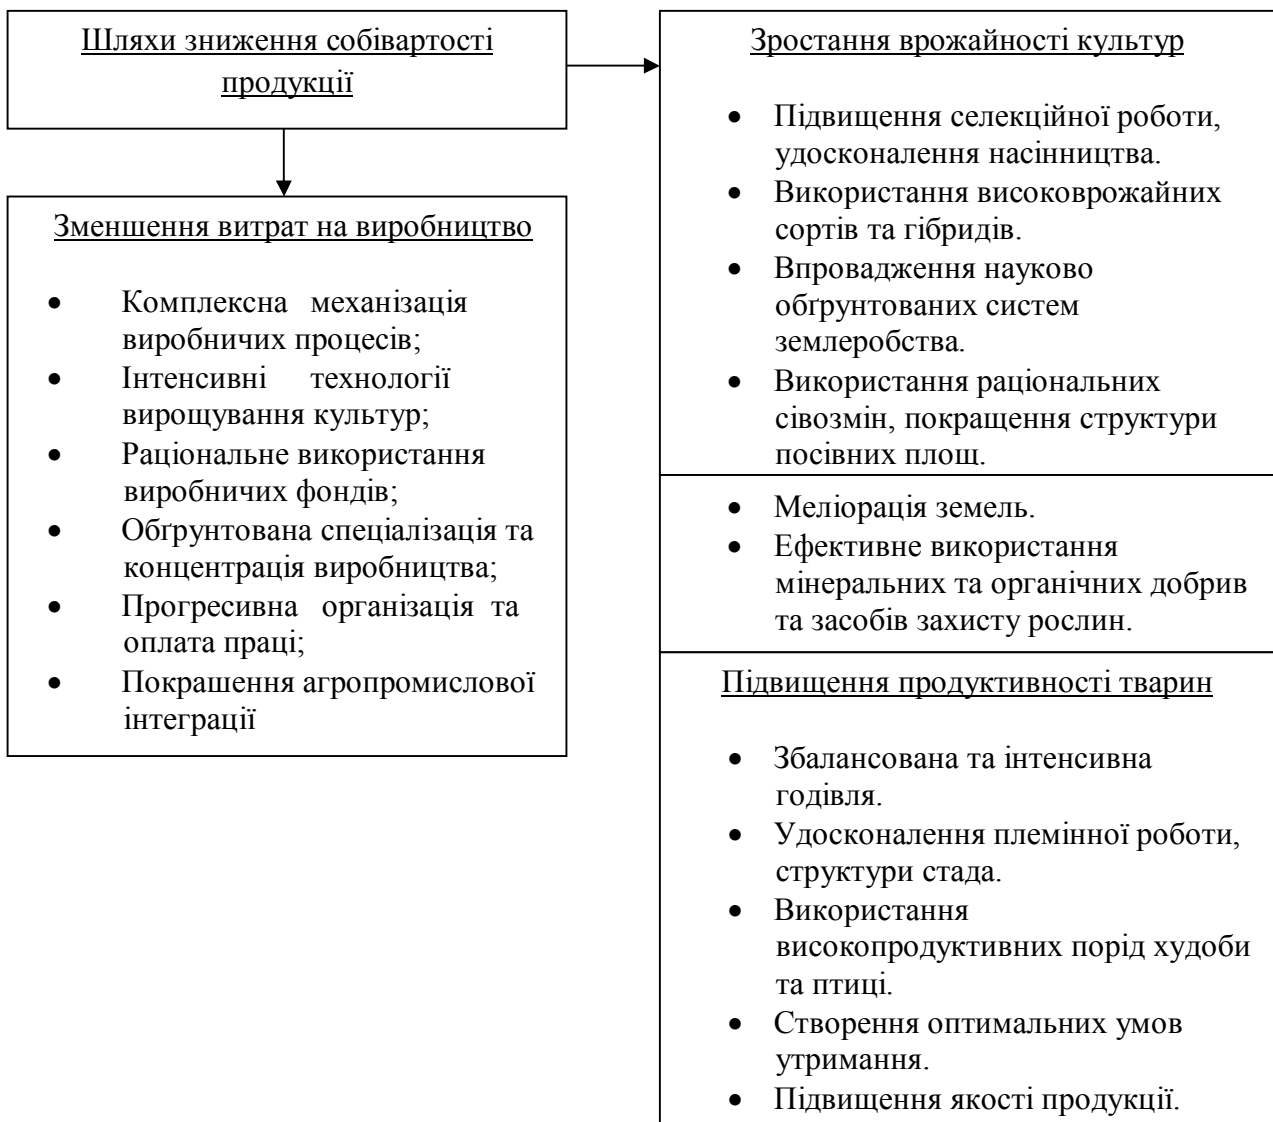 Шляхи зниження собівартості
продукції
Зменшення витрат на виробництво
• Комплексна механізація
виробничих процесів;
• Інтенсивні технології
вирощування культур;
• Раціональне використання
виробничих фондів;
• Обґрунтована спеціалізація та
концентрація виробництва;
• Прогресивна організація та
оплата праці;
• Покрашення агропромислової
інтеграції
Зростання врожайності культур
• Підвищення селекційної роботи,
удосконалення насінництва.
• Використання високоврожайних
сортів та гібридів.
• Впровадження науково
обґрунтованих систем
землеробства.
• Використання раціональних
сівозмін, покращення структури
посівних площ.
• Меліорація земель.
• Ефективне використання
мінеральних та органічних добрив
та засобів захисту рослин.
Підвищення продуктивності тварин
• Збалансована та інтенсивна
годівля.
• Удосконалення племінної роботи,
структури стада.
• Використання
високопродуктивних порід худоби
та птиці.
• Створення оптимальних умов
утримання.
• Підвищення якості продукції.